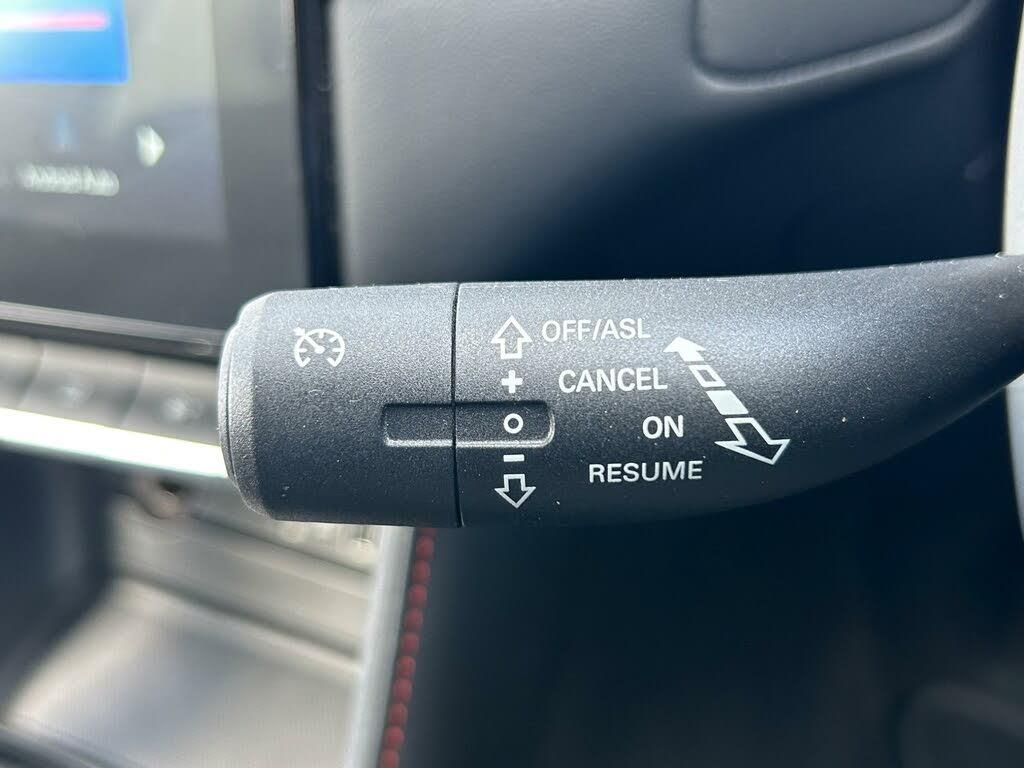 OFF/ASL
+ CANCEL
O ON
– RESUME